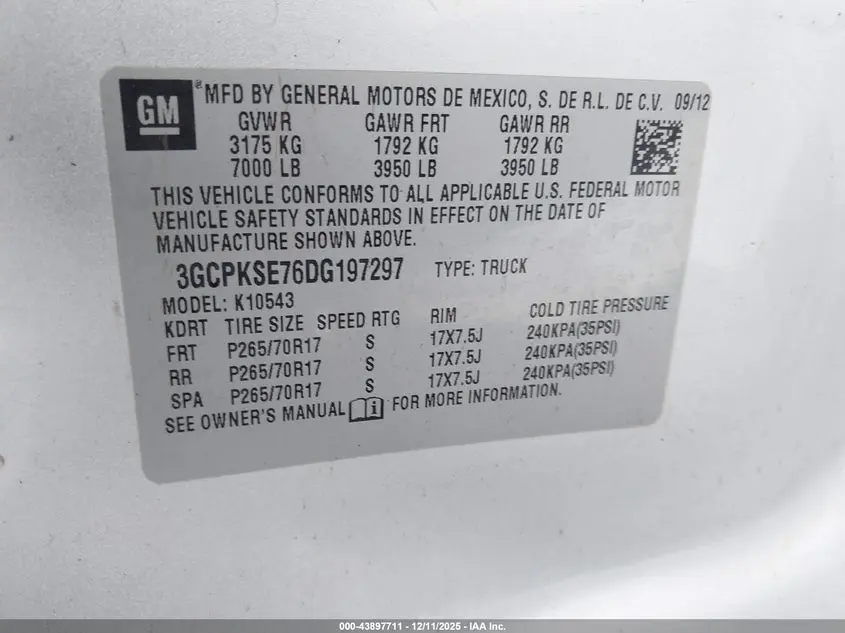 GM ® MFD BY GENERAL MOTORS DE MEXICO, S. DE R.L. DE C.V. 09/12
GVWR GAWR FRT GAWR RR
3175 KG 1792 KG 1792 KG
7000 LB 3950 LB 3950 LB
THIS VEHICLE CONFORMS TO ALL APPLICABLE U.S. FEDERAL MOTOR
VEHICLE SAFETY STANDARDS IN EFFECT ON THE DATE OF
MANUFACTURE SHOWN ABOVE.
3GCPKSE76DG197297 TYPE: TRUCK
MODEL: K10543
KDRT TIRE SIZE SPEED RTG RIM COLD TIRE PRESSURE
FRT P265/70R17 S 17X7.5J 240KPA(35PSI)
RR P265/70R17 S 17X7.5J 240KPA(35PSI)
SPA P265/70R17 S 17X7.5J 240KPA(35PSI)
SEE OWNER'S MANUAL i FOR MORE INFORMATION.
000-43897711 - 12/11/2025 - IAA Inc.